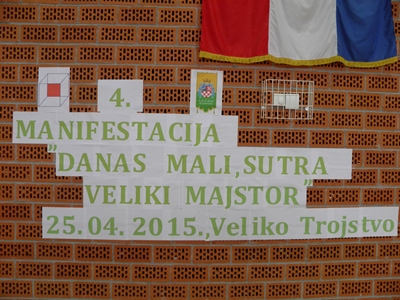 4.
MANIFESTACIJA
"DANAS MALI, SUTRA
VELIKI MAJSTOR"
25.04. 2015., Veliko Trojstvo